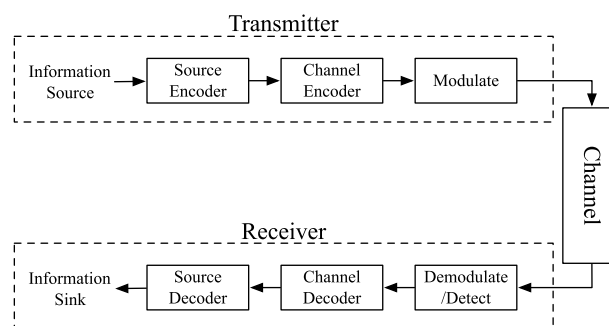 Transmitter
Information
Source
Source
Encoder
Channel
Encoder
Modulate
Channel
Receiver
Information
Sink
Source
Decoder
Channel
Decoder
Demodulate
/Detect